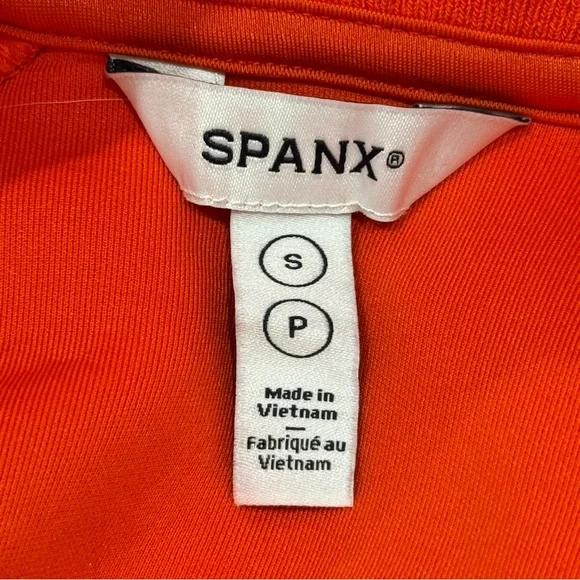 SPANX®
S
P
Made in
Vietnam
—
Fabriqué au
Vietnam